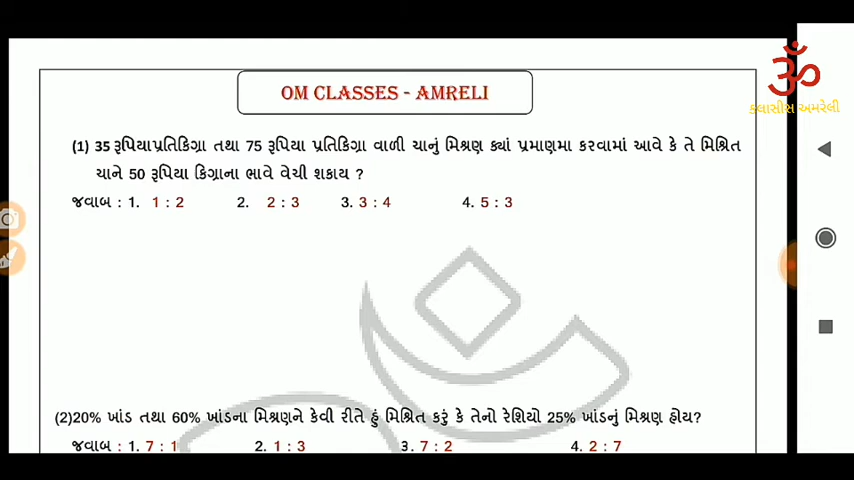 OM CLASSES - AMRELI
ક્લાસીસ અમરેલી
(1) 35 રૂપિયાપ્રતિકિગ્રા તથા 75 રૂપિયા પ્રતિકિગ્રા વાળી ચાનું મિશ્રણ ક્યાં પ્રમાણમા કરવામાં આવે કે તે મિશ્રિત
ચાને 50 રૂપિયા કિગ્રાના ભાવે વેચી શકાય ?
જવાબ : 1. 1 : 2 2. 2 : 3 3. 3 : 4 4. 5 : 3
(2)20% ખાંડ તથા 60% ખાંડના મિશ્રણને કેવી રીતે હું મિશ્રિત કરું કે તેનો રેશિયો 25% ખાંડનું મિશ્રણ હોય?
જવાબ : 1. 7 : 1 2. 1 : 3 3. 7 : 2 4. 2 : 7